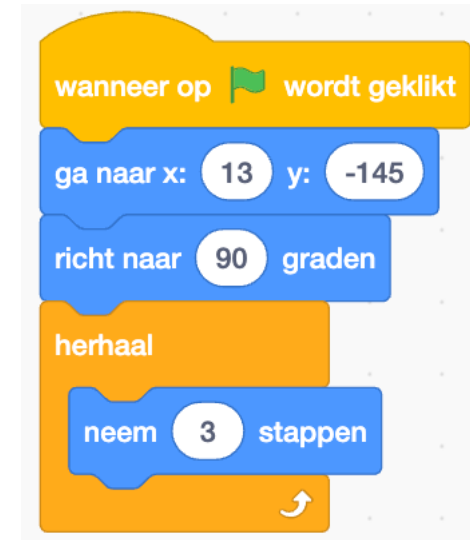 wanneer op wordt geklikt
ga naar x: 13 y: -145
richt naar 90 graden
herhaal
neem 3 stappen